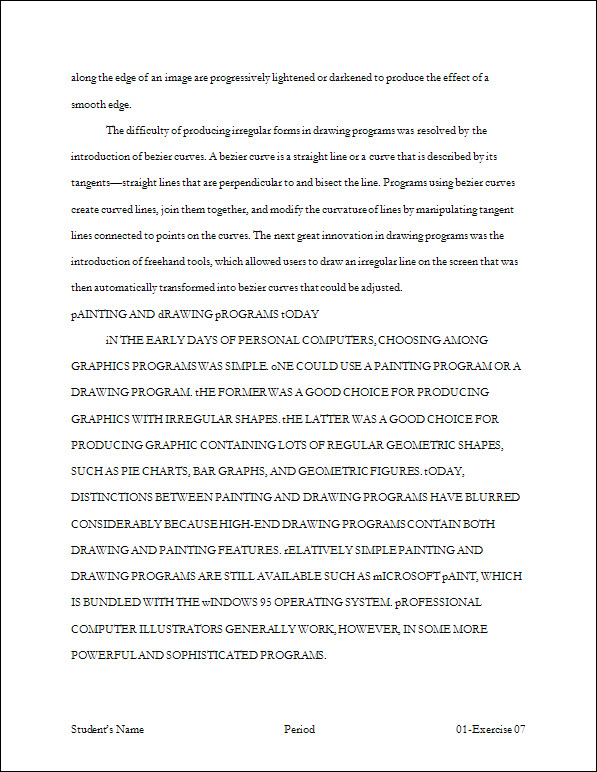 along the edge of an image are progressively lightened or darkened to produce the effect of a
smooth edge.
The difficulty of producing irregular forms in drawing programs was resolved by the
introduction of bezier curves. A bezier curve is a straight line or a curve that is described by its
tangents—straight lines that are perpendicular to and bisect the line. Programs using bezier curves
create curved lines, join them together, and modify the curvature of lines by manipulating tangent
lines connected to points on the curves. The next great innovation in drawing programs was the
introduction of freehand tools, which allowed users to draw an irregular line on the screen that was
then automatically transformed into bezier curves that could be adjusted.
pAINTING AND dRAWING pROGRAMS tODAY
iN THE EARLY DAYS OF PERSONAL COMPUTERS, CHOOSING AMONG
GRAPHICS PROGRAMS WAS SIMPLE. oNE COULD USE A PAINTING PROGRAM OR A
DRAWING PROGRAM. tHE FORMER WAS A GOOD CHOICE FOR PRODUCING
GRAPHICS WITH IRREGULAR SHAPES. tHE LATTER WAS A GOOD CHOICE FOR
PRODUCING GRAPHIC CONTAINING LOTS OF REGULAR GEOMETRIC SHAPES,
SUCH AS PIE CHARTS, BAR GRAPHS, AND GEOMETRIC FIGURES. tODAY,
DISTINCTIONS BETWEEN PAINTING AND DRAWING PROGRAMS HAVE BLURRED
CONSIDERABLY BECAUSE HIGH-END DRAWING PROGRAMS CONTAIN BOTH
DRAWING AND PAINTING FEATURES. rELATIVELY SIMPLE PAINTING AND
DRAWING PROGRAMS ARE STILL AVAILABLE SUCH AS mICROSOFT pAINT, WHICH
IS BUNDLED WITH THE wINDOWS 95 OPERATING SYSTEM. pROFESSIONAL
COMPUTER ILLUSTRATORS GENERALLY WORK, HOWEVER, IN SOME MORE
POWERFUL AND SOPHISTICATED PROGRAMS.
Student's Name Period 01-Exercise 07